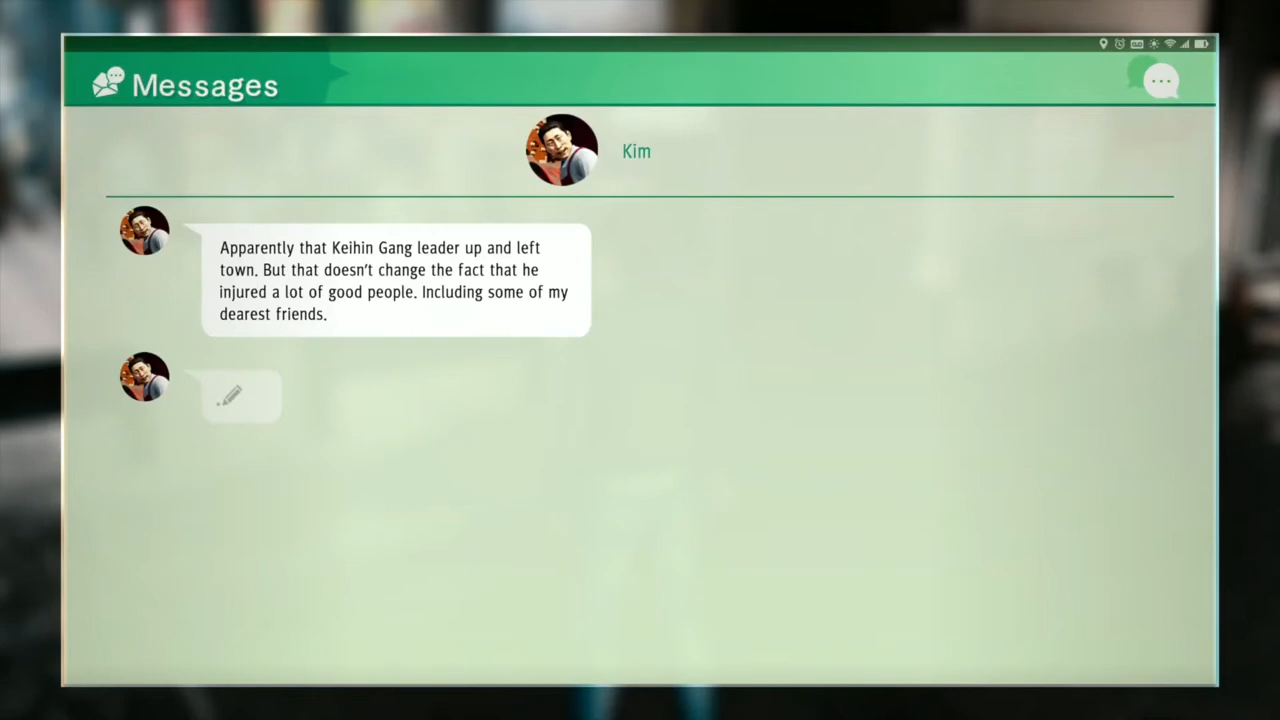 Messages
Kim
Apparently that Keihin Gang leader up and left
town. But that doesn't change the fact that he
injured a lot of good people. Including some of my
dearest friends.